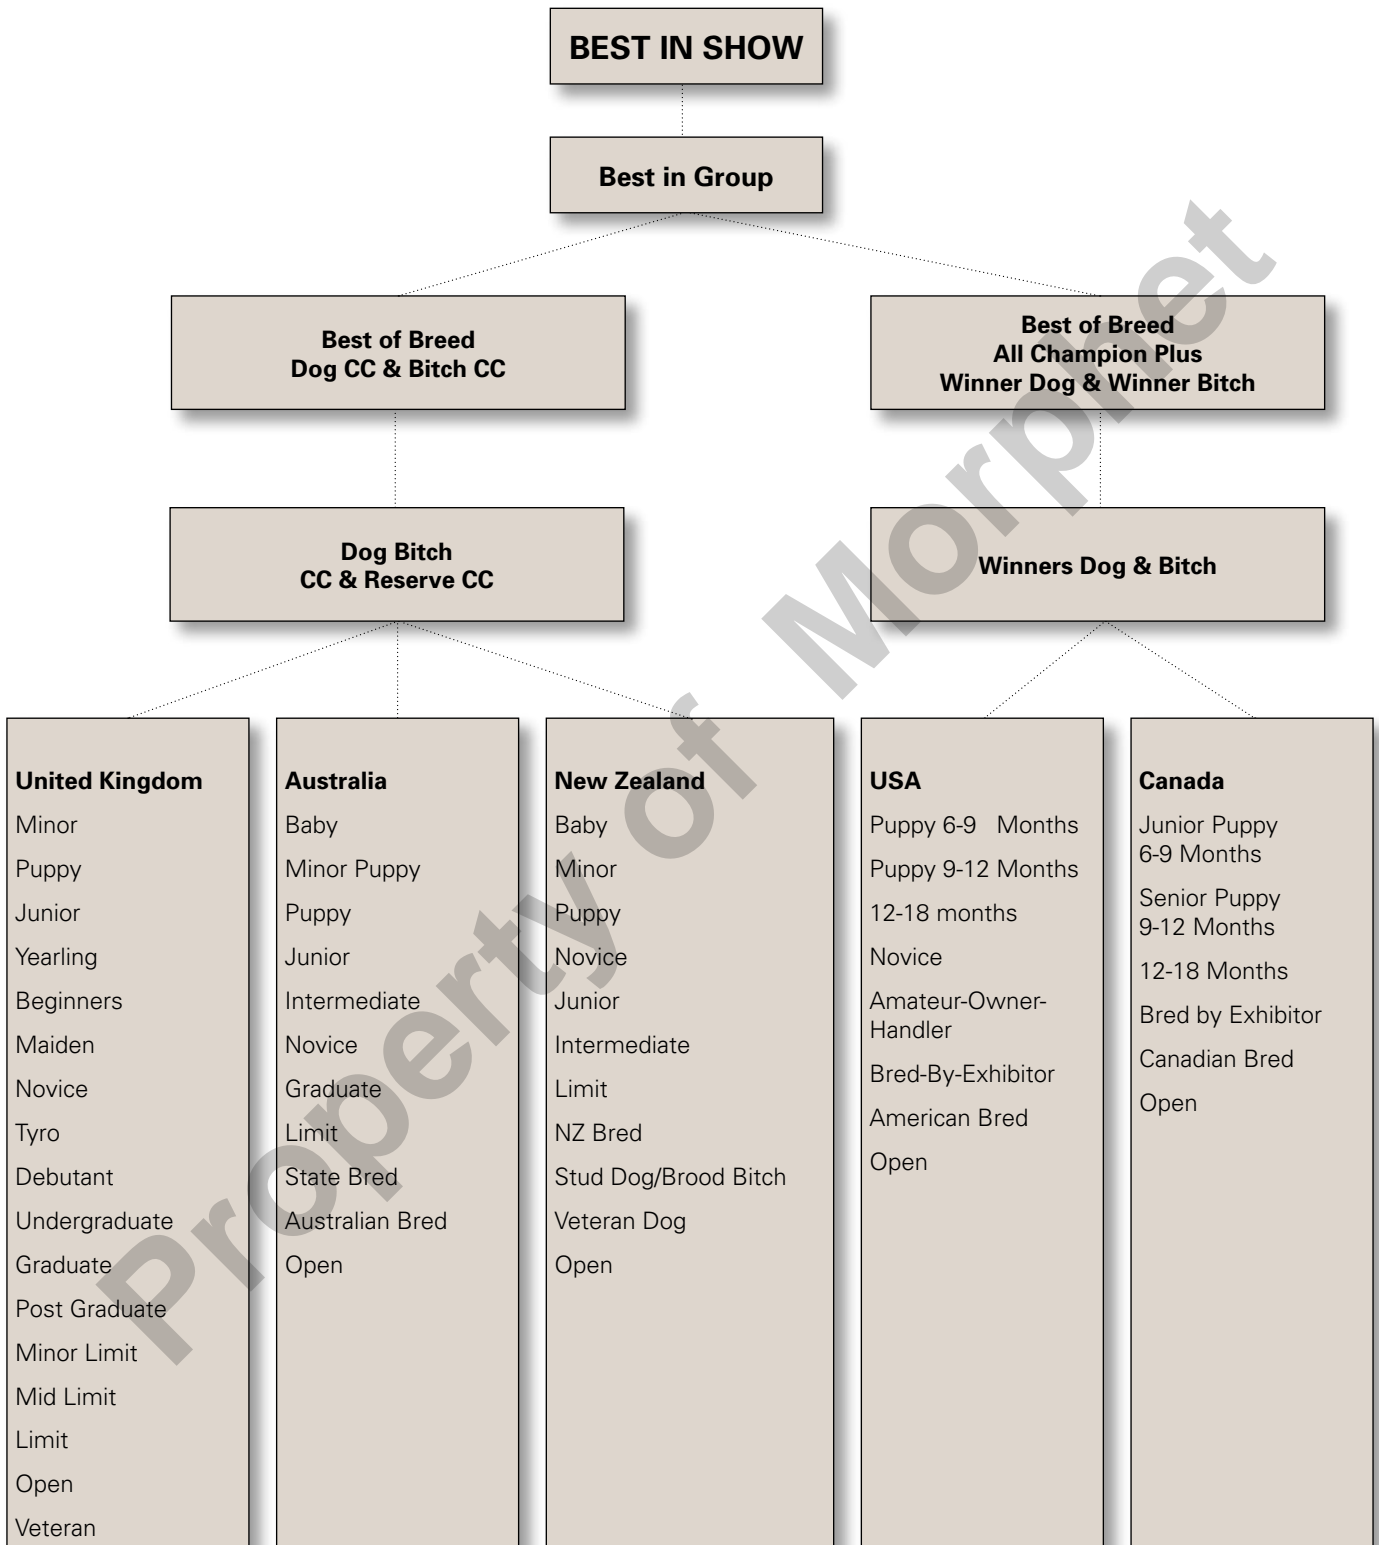 BEST IN SHOW
Best in Group
Best of Breed
Dog CC & Bitch CC
Best of Breed
All Champion Plus
Winner Dog & Winner Bitch
Dog Bitch
CC & Reserve CC
Winners Dog & Bitch
United Kingdom
Minor
Puppy
Junior
Yearling
Beginners
Maiden
Novice
Tyro
Debutant
Undergraduate
Graduate
Post Graduate
Minor Limit
Mid Limit
Limit
Open
Veteran
Australia
Baby
Minor Puppy
Puppy
Junior
Intermediate
Novice
Graduate
Limit
State Bred
Australian Bred
Open
New Zealand
Baby
Minor
Puppy
Novice
Junior
Intermediate
Limit
NZ Bred
Stud Dog/Brood Bitch
Veteran Dog
Open
USA
Puppy 6-9 Months
Puppy 9-12 Months
12-18 months
Novice
Amateur-Owner-
Handler
Bred-By-Exhibitor
American Bred
Open
Canada
Junior Puppy
6-9 Months
Senior Puppy
9-12 Months
12-18 Months
Bred by Exhibitor
Canadian Bred
Open
Property of Morphet